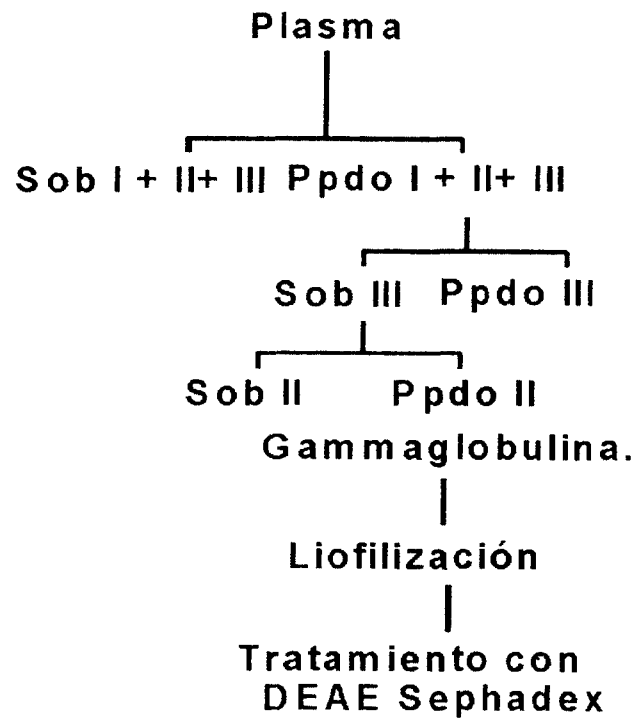 Plasma
Sob I + II+ III Ppdo I + II+ III
Sob III Ppdo III
Sob II Ppdo II
Gammaglobulina.
Liofilización
Tratamiento con
DEAE Sephadex